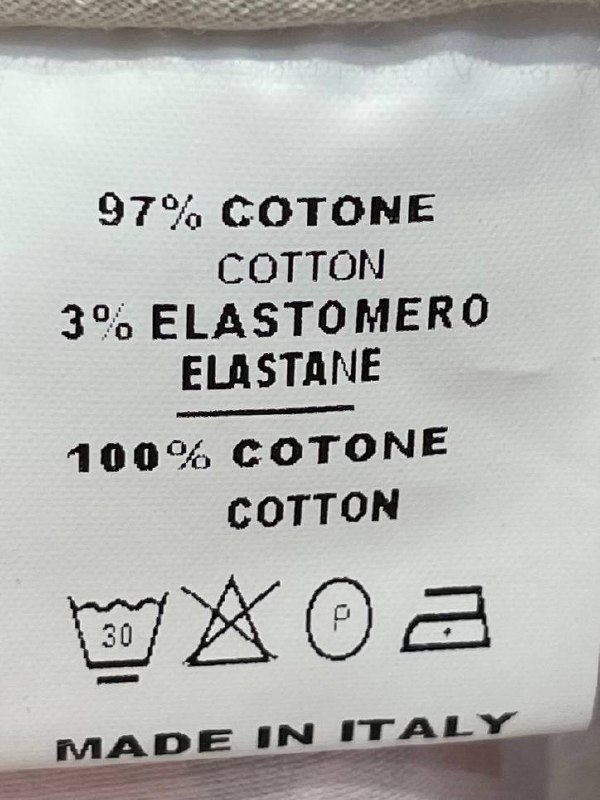 97% COTONE
COTTON
3% ELASTOMERO
ELASTANE
100% COTONE
COTTON
30 P
MADE IN ITALY